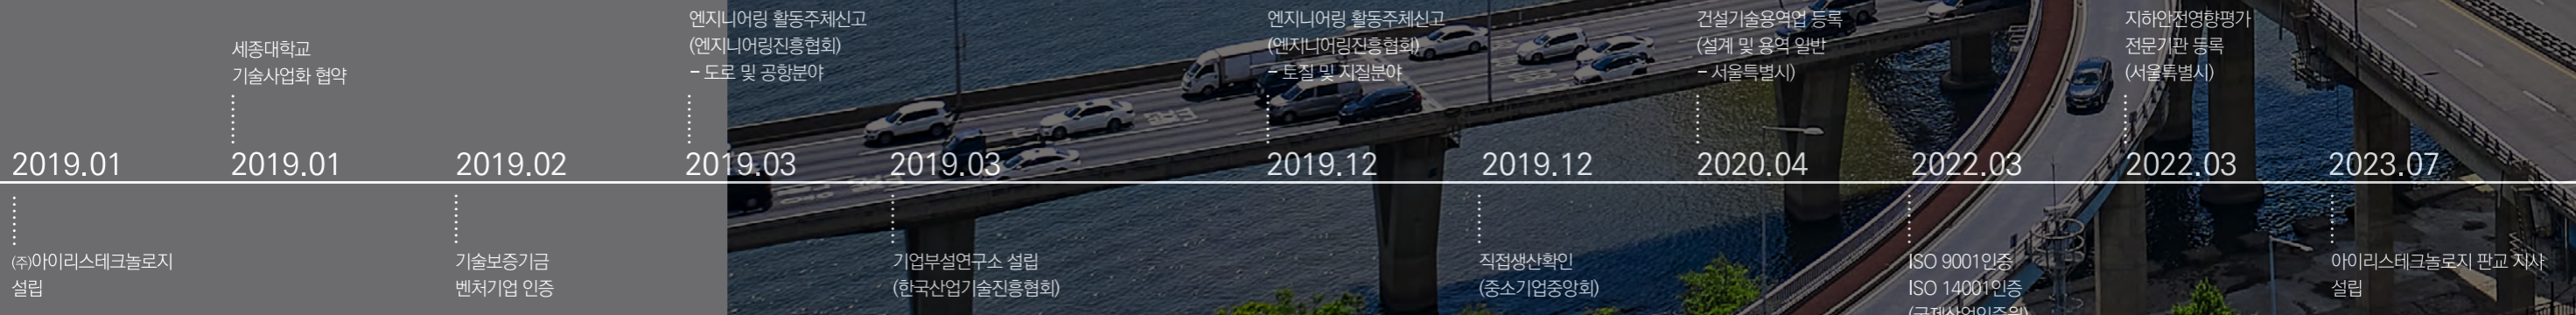 엔지니어링 활동주체신고
(엔지니어링진흥협회)
- 도로 및 공항분야
엔지니어링 활동주체신고
(엔지니어링진흥협회)
- 토질 및 지질분야
건설기술용역업 등록
(설계 및 용역 일반
- 서울특별시)
지하안전영향평가
전문기관 등록
(서울특별시)
세종대학교
기술사업화 협약
2019.01
2019.01
2019.02
2019.03
2019.03
2019.12
2019.12
2020.04
2022.03
2022.03
2023.07
㈜아이리스테크놀로지
설립
기술보증기금
벤처기업 인증
기업부설연구소 설립
(한국산업기술진흥협회)
직접생산확인
(중소기업중앙회)
ISO 9001인증
ISO 14001인증
아이리스테크놀로지 판교 지사
설립